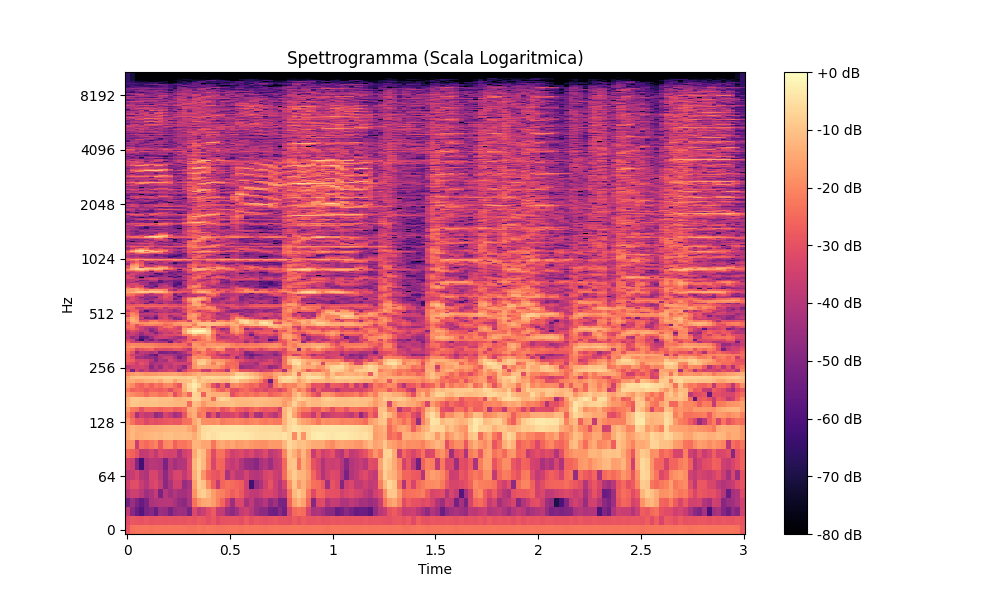 Spettrogramma (Scala Logaritmica)
8192
4096
2048
1024
512
256
128
64
0
Hz
0 0.5 1 1.5 2 2.5 3
Time
+0 dB
-10 dB
-20 dB
-30 dB
-40 dB
-50 dB
-60 dB
-70 dB
-80 dB